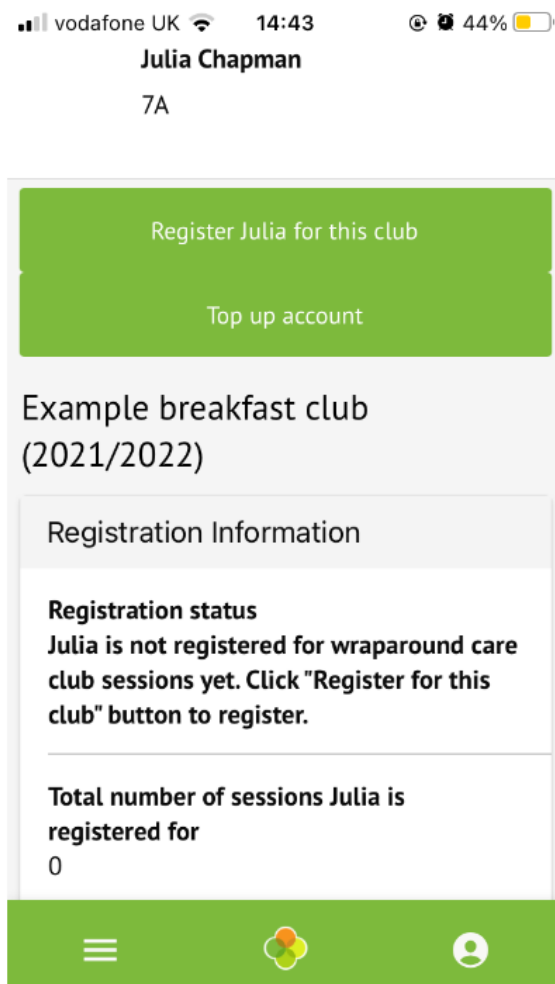 vodafone UK 14:43 44%
Julia Chapman
7A
Register Julia for this club
Top up account
Example breakfast club
(2021/2022)
Registration Information
Registration status
Julia is not registered for wraparound care
club sessions yet. Click "Register for this
club" button to register.
Total number of sessions Julia is
registered for
0